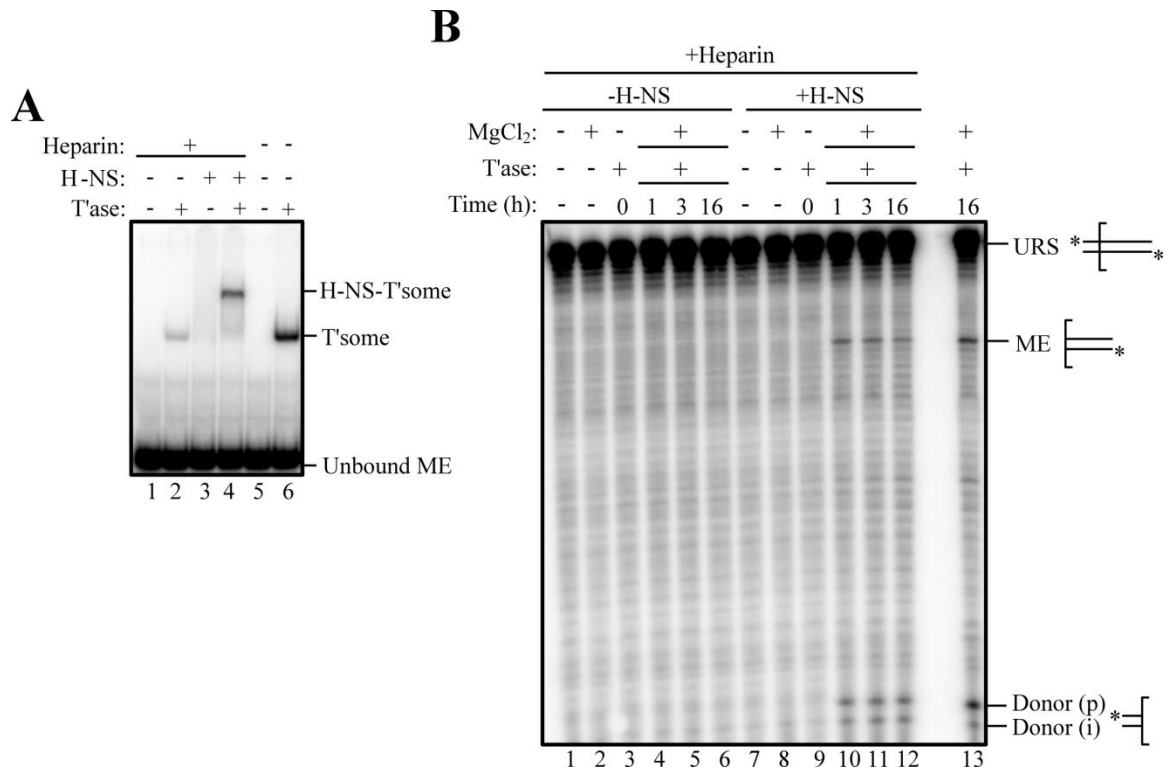 A
Heparin: + - -
H-NS: - - + +
T'ase: - + - + - +
H-NS-T'some
T'some
Unbound ME
1 2 3 4 5 6
B
+Heparin
-H-NS +H-NS
MgCl₂: - + - + - + - + +
T'ase: - - + + - - + + +
Time (h): - - 0 1 3 16 - - 0 1 3 16 16
URS * *
ME *
Donor (p)
Donor (i) *
1 2 3 4 5 6 7 8 9 10 11 12 13